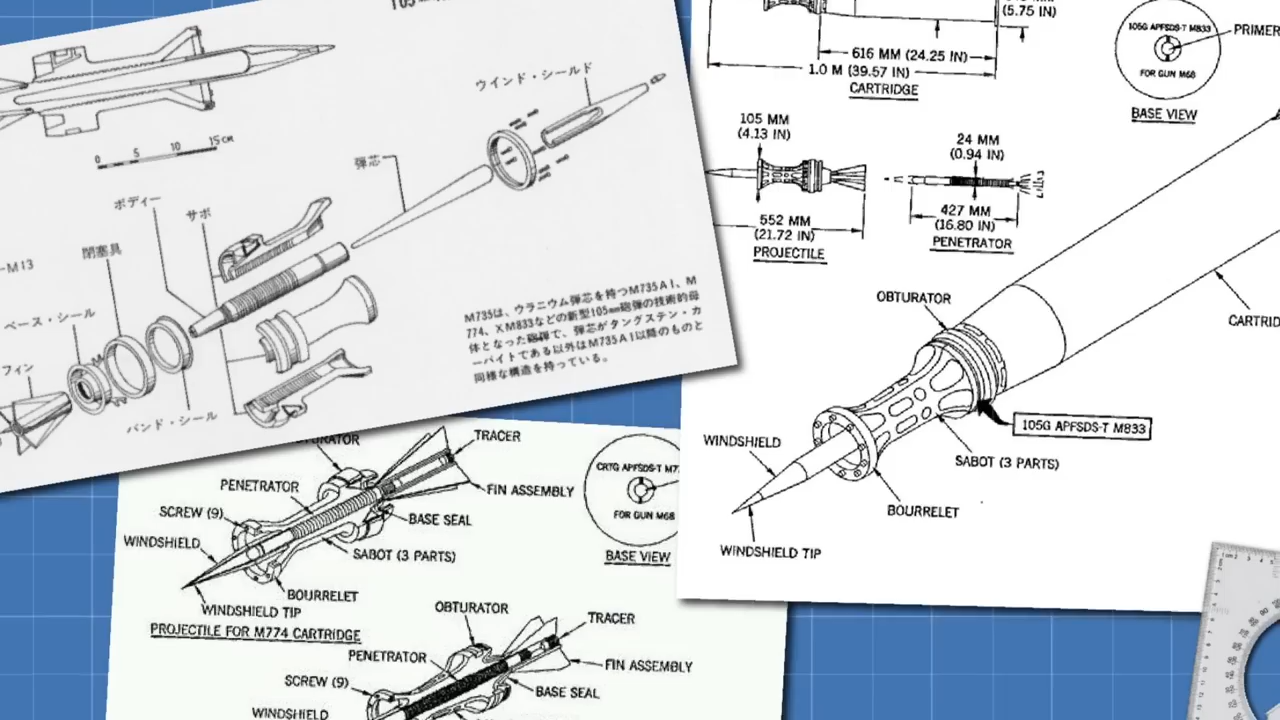 ウインド・シールド
弾芯
ボディー
サボ
閉塞具
ベース・シール
フィン
バンド・シール
0 5 10 15 CM
M735は、ウラニウム弾芯を持つM735A1、M
774、XM833などの新型105mm砲弾の技術的母
体となった砲弾で、弾芯がタングステン・カ
ーバイトである以外はM735A1以降のものと
同様な構造を持っている。
(5.75 IN)
616 MM (24.25 IN)
1.0 M (39.57 IN)
CARTRIDGE
105G APFSDS-T M833
PRIMER
FOR GUN M68
BASE VIEW
105 MM
(4.13 IN)
552 MM
(21.72 IN)
PROJECTILE
24 MM
(0.94 IN)
427 MM
(16.80 IN)
PENETRATOR
OBTURATOR
CARTRID
105G APFSDS-T M833
WINDSHIELD
SABOT (3 PARTS)
BOURRELET
WINDSHIELD TIP
TRACER
PENETRATOR
FIN ASSEMBLY
SCREW (9)
BASE SEAL
WINDSHIELD
SABOT (3 PARTS)
BOURRELET
WINDSHIELD TIP
PROJECTILE FOR M774 CARTRIDGE
CRTG APFSDS-T M77
FOR GUN M68
BASE VIEW
OBTURATOR
TRACER
PENETRATOR
FIN ASSEMBLY
SCREW (9)
BASE SEAL
WINDSHIELD